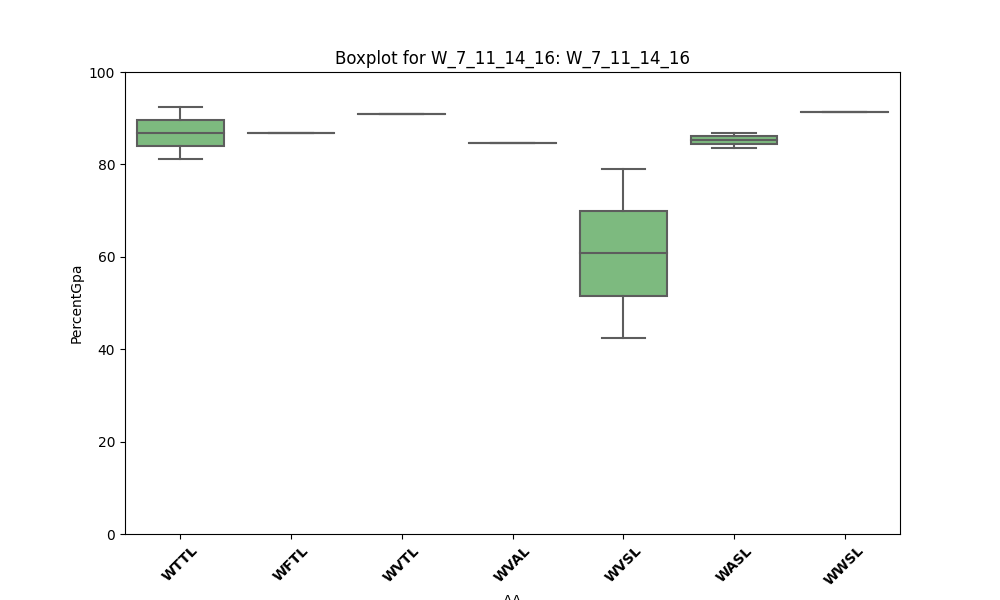 Boxplot for W_7_11_14_16: W_7_11_14_16
PercentGpa
100
80
60
40
20
0
WTTL
WFTL
WVTL
WVAL
WVSL
WASL
WWSL